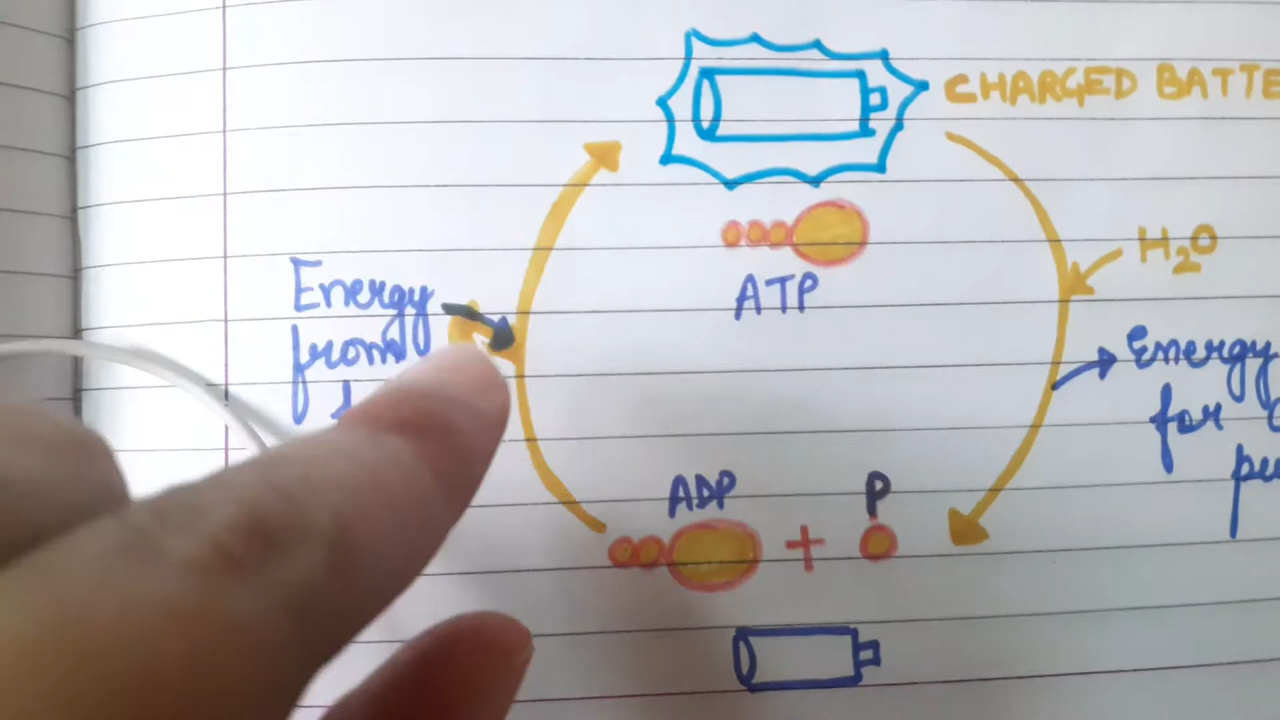 CHARGED BATTE
ATP
H₂O
Energy
from
Energy
for
ADP
P
+